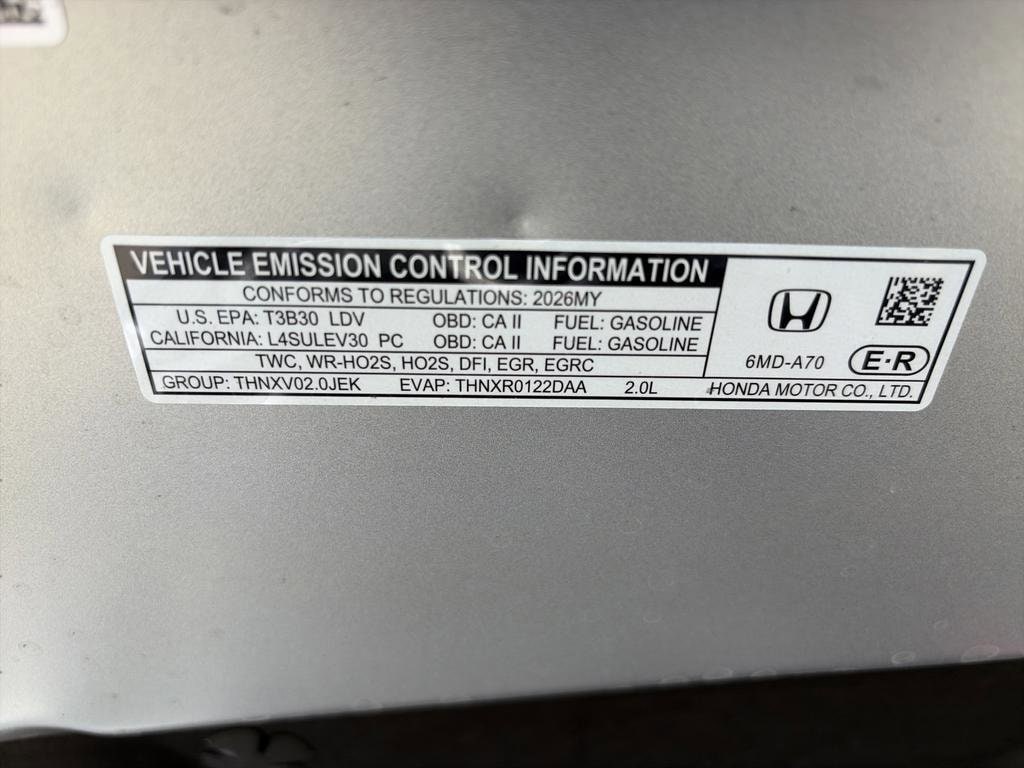 VEHICLE EMISSION CONTROL INFORMATION
CONFORMS TO REGULATIONS: 2026MY
U.S. EPA: T3B30 LDV OBD: CA II FUEL: GASOLINE
CALIFORNIA: L4SULEV30 PC OBD: CA II FUEL: GASOLINE
TWC, WR-HO2S, HO2S, DFI, EGR, EGRC
GROUP: THNXV02.0JEK EVAP: THNXR0122DAA 2.0L
6MD-A70
E·R
HONDA MOTOR CO., LTD.